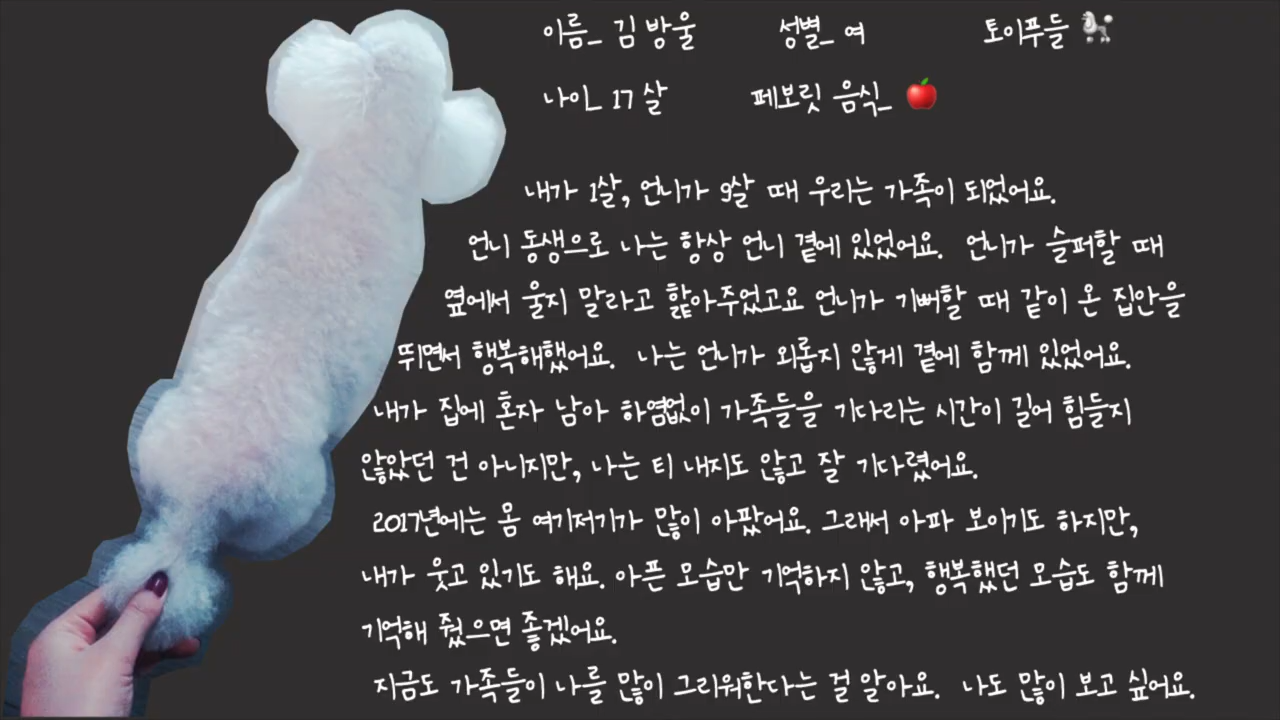 이름_ 김 방울 성별_ 여 토이푸들
나이_ 17 살 페보릿 음식_
내가 1살, 언니가 9살 때 우리는 가족이 되었어요.
언니 동생으로 나는 항상 언니 곁에 있었어요. 언니가 슬퍼할 때
옆에서 울지 말라고 핥아주었고요 언니가 기뻐할 때 같이 온 집안을
뛰면서 행복해했어요. 나는 언니가 외롭지 않게 곁에 함께 있었어요.
내가 집에 혼자 남아 하염없이 가족들을 기다리는 시간이 길어 힘들지
않았던 건 아니지만, 나는 티 내지도 않고 잘 기다렸어요.
2017년에는 몸 여기저기가 많이 아팠어요. 그래서 아파 보이기도 하지만,
내가 웃고 있기도 해요. 아픈 모습만 기억하지 않고, 행복했던 모습도 함께
기억해 줬으면 좋겠어요.
지금도 가족들이 나를 많이 그리워한다는 걸 알아요. 나도 많이 보고 싶어요.